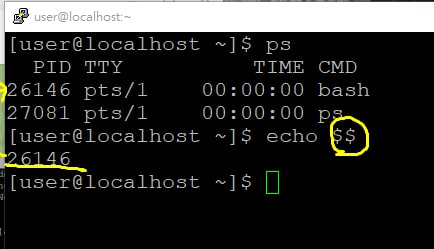 user@localhost:~
[user@localhost ~]$ ps
PID TTY TIME CMD
26146 pts/1 00:00:00 bash
27081 pts/1 00:00:00 ps
[user@localhost ~]$ echo $$
26146
[user@localhost ~]$